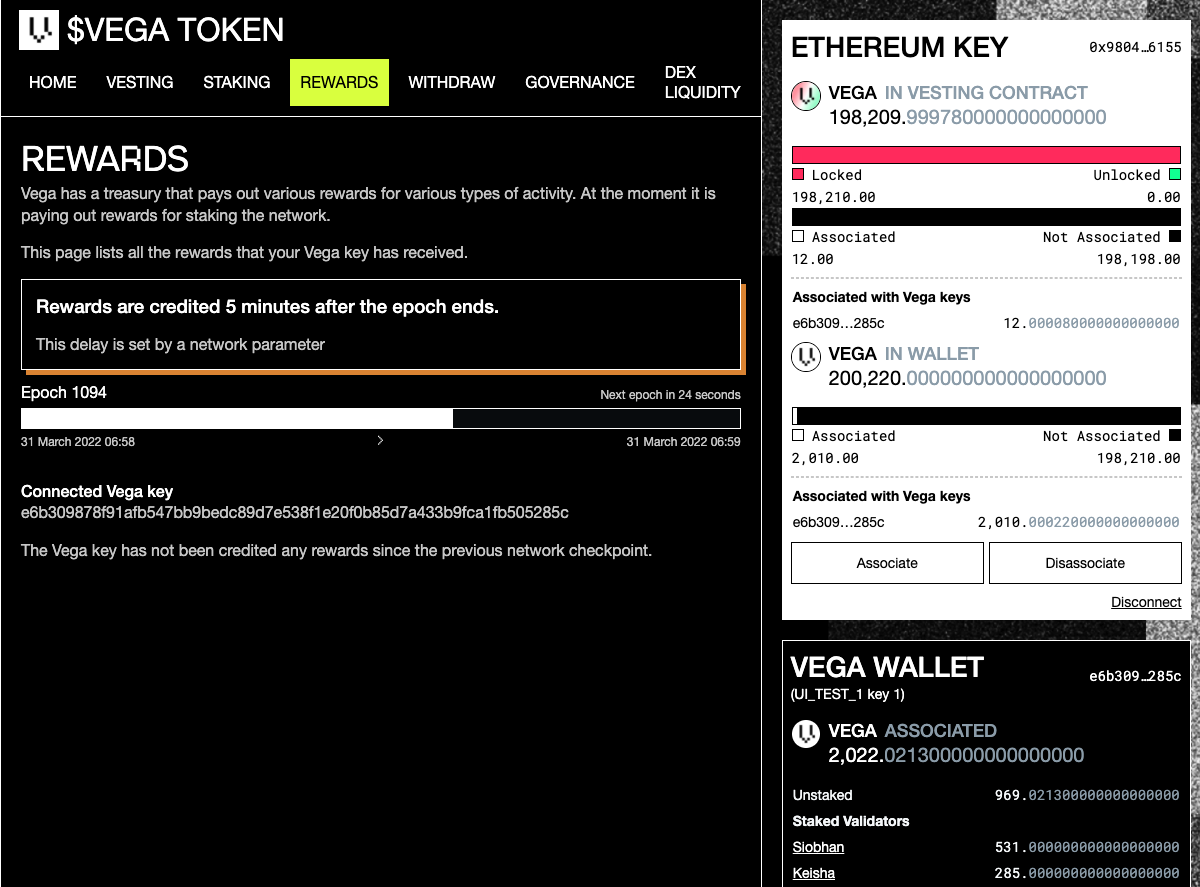 $VEGA TOKEN
HOME VESTING STAKING REWARDS WITHDRAW GOVERNANCE DEX
LIQUIDITY
REWARDS
Vega has a treasury that pays out various rewards for various types of activity. At the moment it is
paying out rewards for staking the network.
This page lists all the rewards that your Vega key has received.
Rewards are credited 5 minutes after the epoch ends.
This delay is set by a network parameter
Epoch 1094 Next epoch in 24 seconds
31 March 2022 06:58 > 31 March 2022 06:59
Connected Vega key
e6b309878f91afb547bb9bedc89d7e538f1e20f0b85d7a433b9fca1fb505285c
The Vega key has not been credited any rewards since the previous network checkpoint.
ETHEREUM KEY 0x9804…6155
VEGA IN VESTING CONTRACT
198,209.999780000000000000
Locked Unlocked
198,210.00 0.00
Associated Not Associated
12.00 198,198.00
Associated with Vega keys
e6b309…285c 12.000080000000000000
VEGA IN WALLET
200,220.000000000000000000
Associated Not Associated
2,010.00 198,210.00
Associated with Vega keys
e6b309…285c 2,010.000220000000000000
Associate Disassociate
Disconnect
VEGA WALLET e6b309…285c
(UI_TEST_1 key 1)
VEGA ASSOCIATED
2,022.021300000000000000
Unstaked 969.021300000000000000
Staked Validators
Siobhan 531.000000000000000000
Keisha 285.000000000000000000